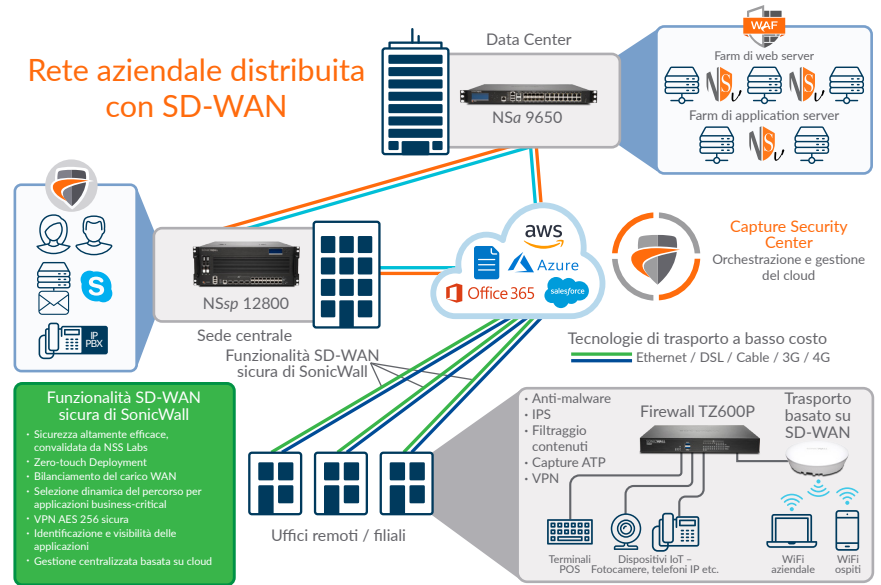 Rete aziendale distribuita
con SD-WAN
Data Center
NSa 9650
WAF
Farm di web server
NSv
NSv
Farm di application server
NSv
NSsp 12800
Sede centrale
IP
PBX
aws
Azure
Office 365
salesforce
Capture Security
Center
Orchestrazione e gestione
del cloud
Tecnologie di trasporto a basso costo
Ethernet / DSL / Cable / 3G / 4G
Funzionalità SD-WAN
sicura di SonicWall
Funzionalità SD-WAN
sicura di SonicWall
· Sicurezza altamente efficace,
convalidata da NSS Labs
· Zero-touch Deployment
· Bilanciamento del carico WAN
· Selezione dinamica del percorso per
applicazioni business-critical
· VPN AES 256 sicura
· Identificazione e visibilità delle
applicazioni
· Gestione centralizzata basata su cloud
Uffici remoti / filiali
· Anti-malware
· IPS
· Filtraggio
contenuti
· Capture ATP
· VPN
Firewall TZ600P
Trasporto
basato su
SD-WAN
Terminali
POS
Dispositivi IoT –
Fotocamere, telefoni IP etc.
WiFi
aziendale
WiFi
ospiti